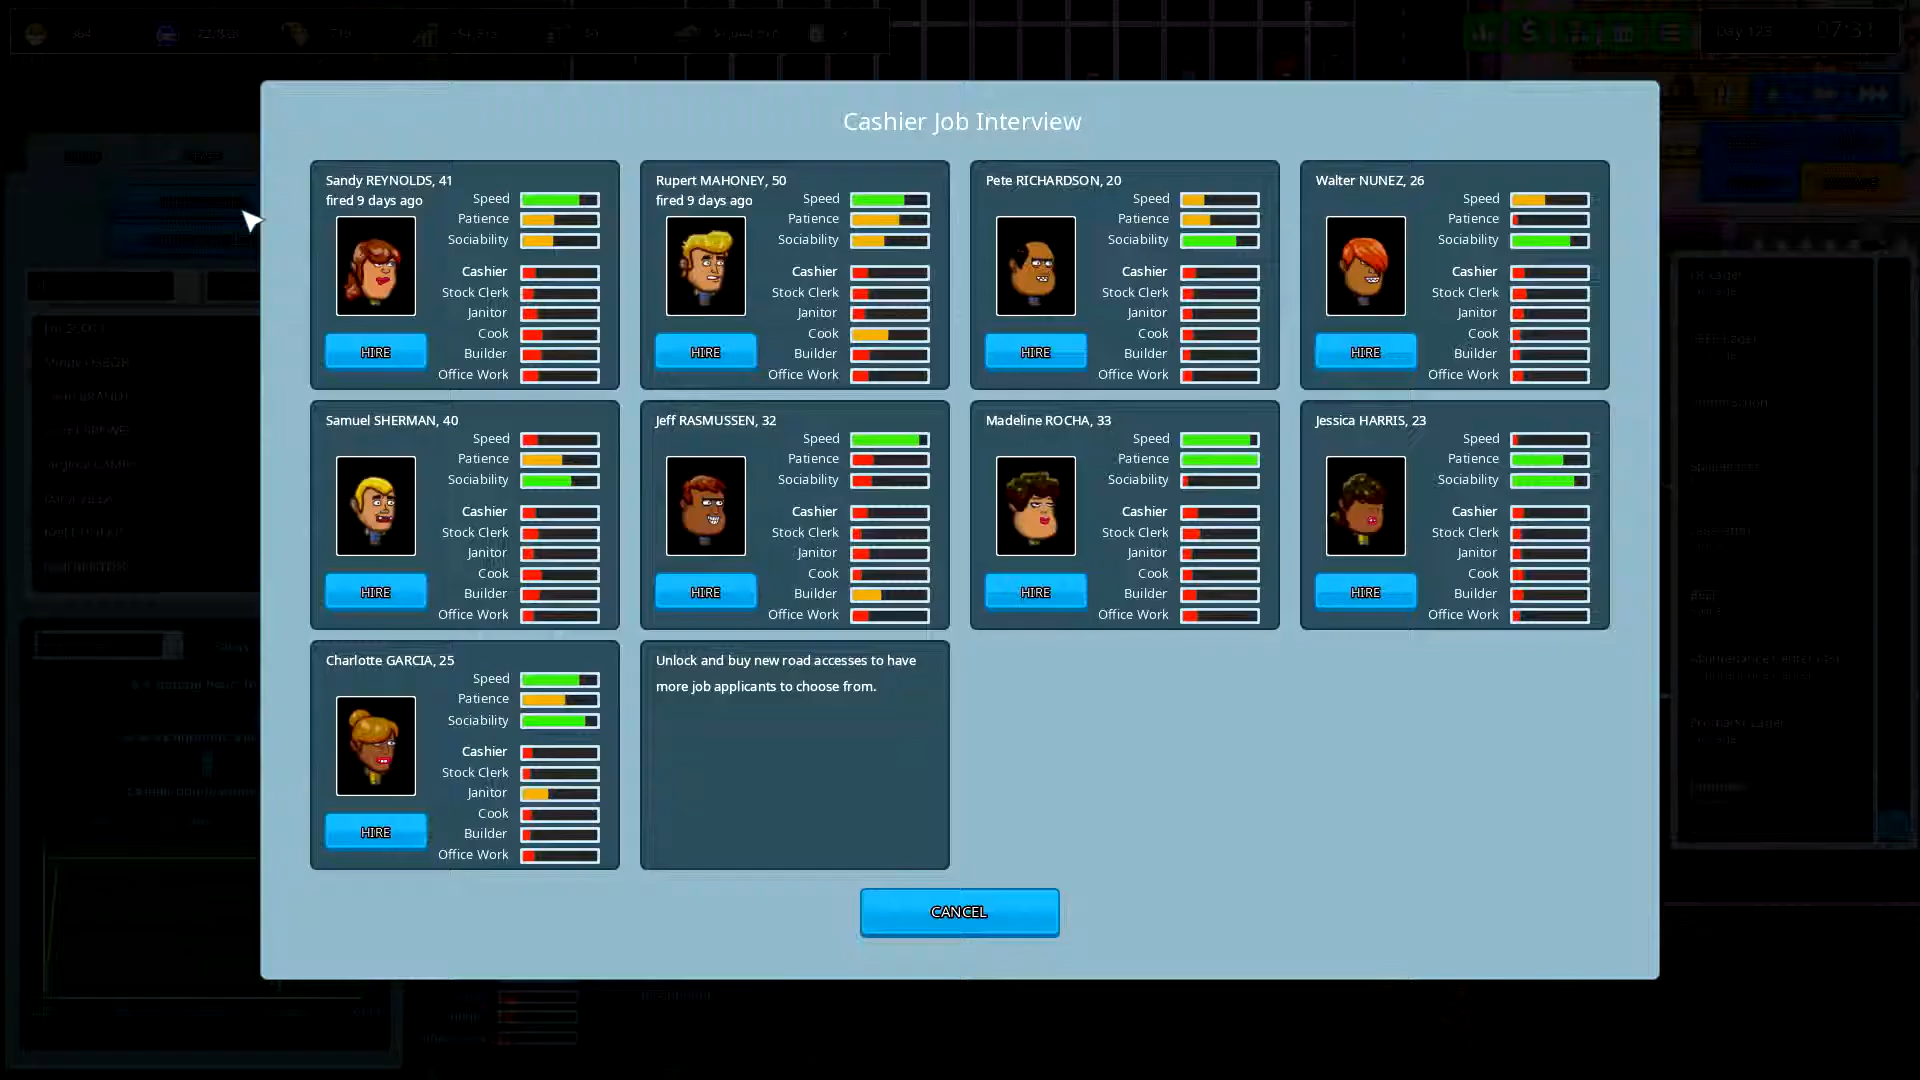 Day 123
07:31
Cashier Job Interview
Sandy REYNOLDS, 41
fired 9 days ago
Speed
Patience
Sociability
Cashier
Stock Clerk
Janitor
Cook
Builder
Office Work
HIRE
Rupert MAHONEY, 50
fired 9 days ago
Speed
Patience
Sociability
Cashier
Stock Clerk
Janitor
Cook
Builder
Office Work
HIRE
Pete RICHARDSON, 20
Speed
Patience
Sociability
Cashier
Stock Clerk
Janitor
Cook
Builder
Office Work
HIRE
Walter NUNEZ, 26
Speed
Patience
Sociability
Cashier
Stock Clerk
Janitor
Cook
Builder
Office Work
HIRE
Samuel SHERMAN, 40
Speed
Patience
Sociability
Cashier
Stock Clerk
Janitor
Cook
Builder
Office Work
HIRE
Jeff RASMUSSEN, 32
Speed
Patience
Sociability
Cashier
Stock Clerk
Janitor
Cook
Builder
Office Work
HIRE
Madeline ROCHA, 33
Speed
Patience
Sociability
Cashier
Stock Clerk
Janitor
Cook
Builder
Office Work
HIRE
Jessica HARRIS, 23
Speed
Patience
Sociability
Cashier
Stock Clerk
Janitor
Cook
Builder
Office Work
HIRE
Charlotte GARCIA, 25
Speed
Patience
Sociability
Cashier
Stock Clerk
Janitor
Cook
Builder
Office Work
HIRE
Unlock and buy new road accesses to have
more job applicants to choose from.
CANCEL